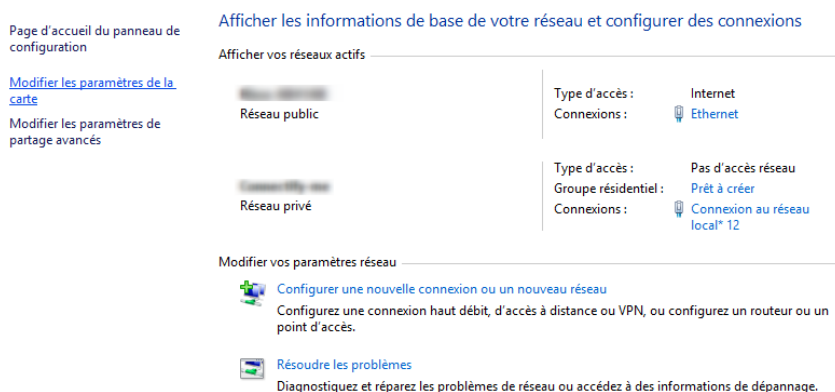 Page d'accueil du panneau de
configuration
Modifier les paramètres de la
carte
Modifier les paramètres de
partage avancés
Afficher les informations de base de votre réseau et configurer des connexions
Afficher vos réseaux actifs
Réseau public
Type d'accès : Internet
Connexions : Ethernet
Réseau privé
Type d'accès : Pas d'accès réseau
Groupe résidentiel : Prêt à créer
Connexions : Connexion au réseau
local* 12
Modifier vos paramètres réseau
Configurer une nouvelle connexion ou un nouveau réseau
Configurez une connexion haut débit, d'accès à distance ou VPN, ou configurez un routeur ou un
point d'accès.
Résoudre les problèmes
Diagnostiquez et réparez les problèmes de réseau ou accédez à des informations de dépannage.